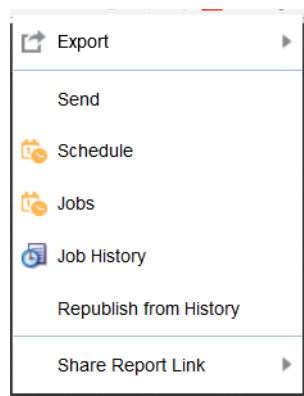 Export
Send
Schedule
Jobs
Job History
Republish from History
Share Report Link